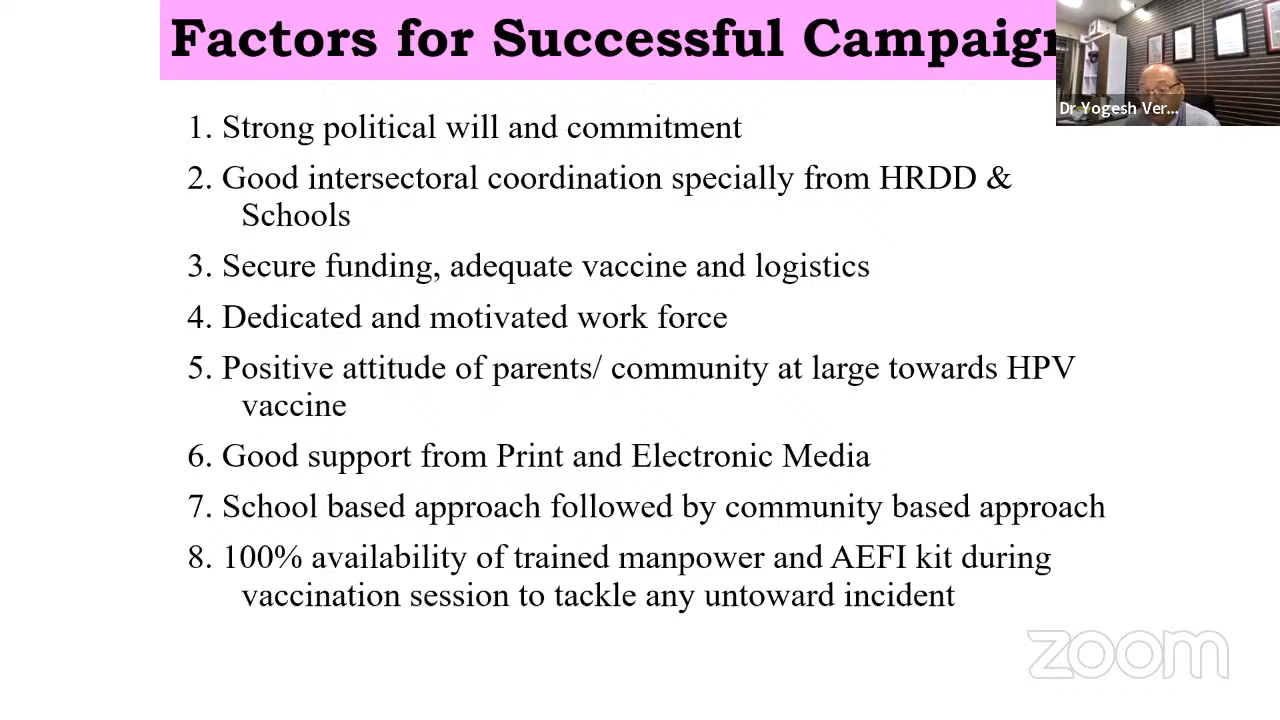 Factors for Successful Campaign
Dr Yogesh Ver...
1. Strong political will and commitment
2. Good intersectoral coordination specially from HRDD &
Schools
3. Secure funding, adequate vaccine and logistics
4. Dedicated and motivated work force
5. Positive attitude of parents/ community at large towards HPV
vaccine
6. Good support from Print and Electronic Media
7. School based approach followed by community based approach
8. 100% availability of trained manpower and AEFI kit during
vaccination session to tackle any untoward incident
zoom